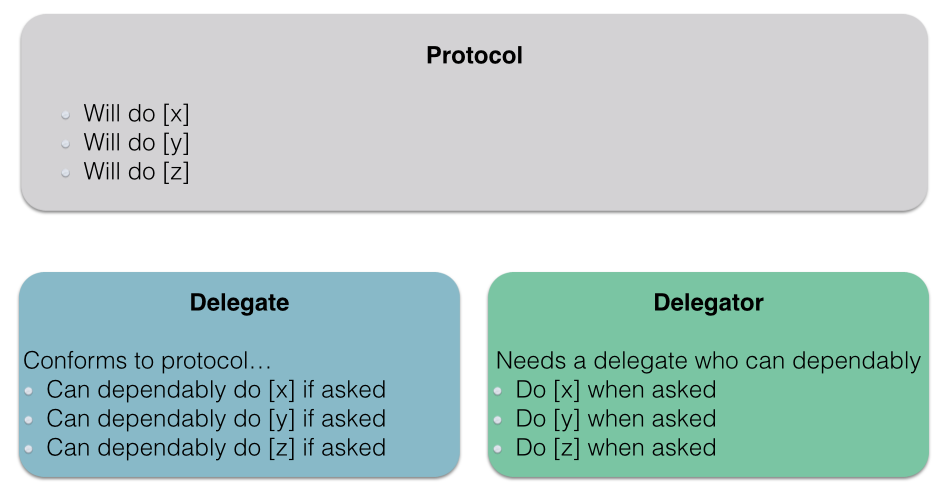 Protocol
Will do [x]
Will do [y]
Will do [z]
Delegate
Conforms to protocol…
Can dependably do [x] if asked
Can dependably do [y] if asked
Can dependably do [z] if asked
Delegator
Needs a delegate who can dependably
Do [x] when asked
Do [y] when asked
Do [z] when asked